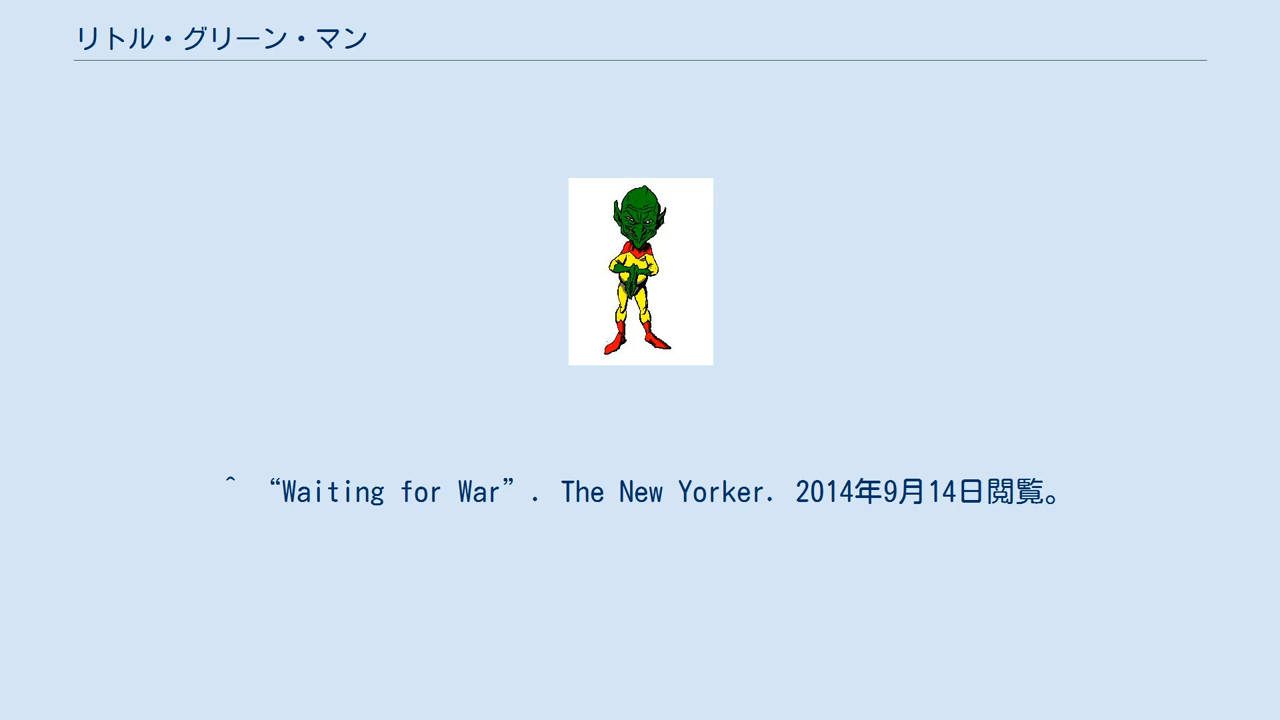 リトル・グリーン・マン
^ “Waiting for War”. The New Yorker. 2014年9月14日閲覧。